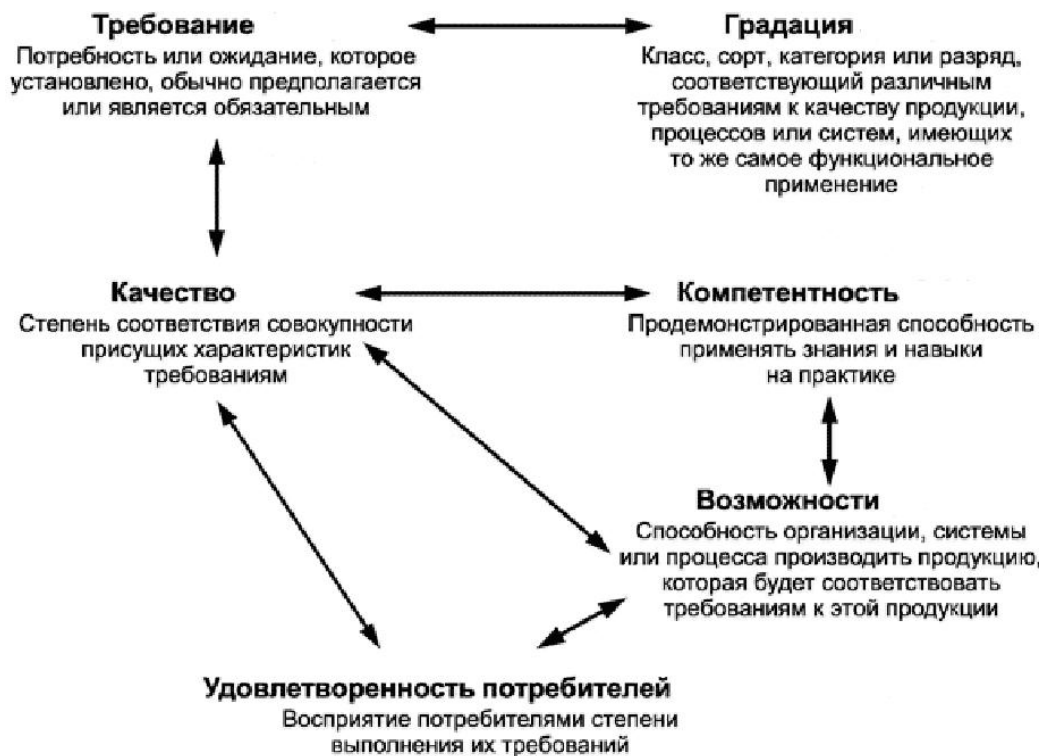 Требование
Потребность или ожидание, которое
установлено, обычно предполагается
или является обязательным
Градация
Класс, сорт, категория или разряд,
соответствующий различным
требованиям к качеству продукции,
процессов или систем, имеющих
то же самое функциональное
применение
Качество
Степень соответствия совокупности
присущих характеристик
требованиям
Компетентность
Продемонстрированная способность
применять знания и навыки
на практике
Возможности
Способность организации, системы
или процесса производить продукцию,
которая будет соответствовать
требованиям к этой продукции
Удовлетворенность потребителей
Восприятие потребителями степени
выполнения их требований